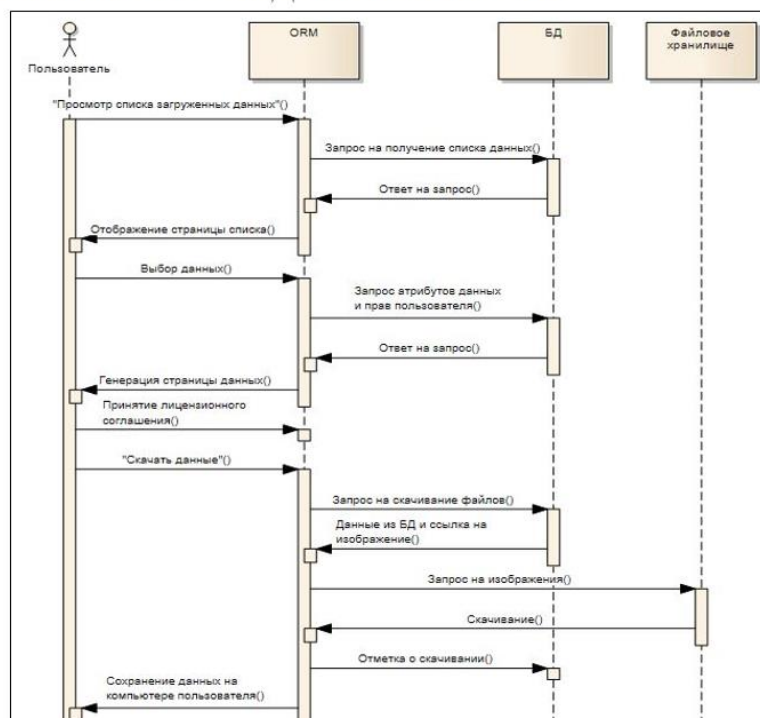 ORM
БД
Файловое
хранилище
Пользователь
"Просмотр списка загруженных данных"()
Запрос на получение списка данных()
Ответ на запрос()
Отображение страницы списка()
Выбор данных()
Запрос атрибутов данных
и прав пользователя()
Ответ на запрос()
Генерация страницы данных()
Принятие лицензионного
соглашения()
"Скачать данные"()
Запрос на скачивание файлов()
Данные из БД и ссылка на
изображение()
Запрос на изображения()
Скачивание()
Отметка о скачивании()
Сохранение данных на
компьютере пользователя()